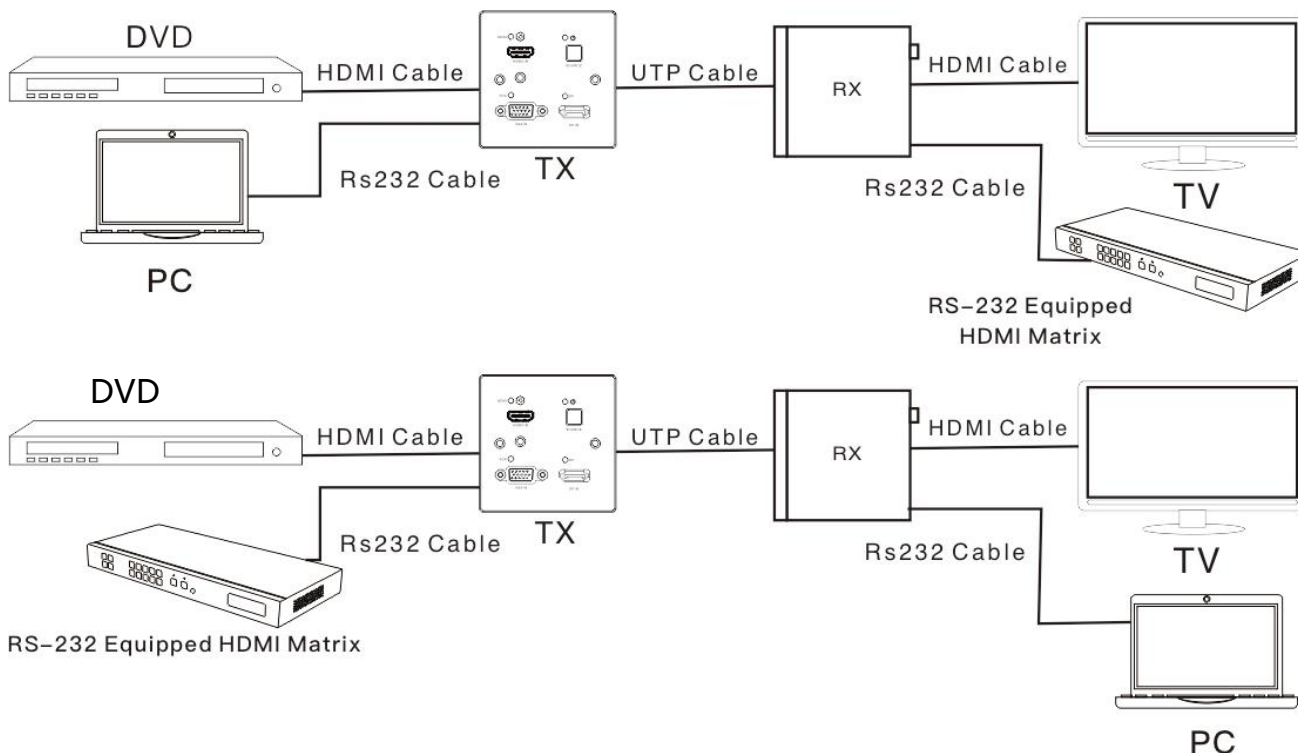 DVD
HDMI Cable
UTP Cable
RX
HDMI Cable
Rs232 Cable
TX
PC
Rs232 Cable
TV
RS-232 Equipped
HDMI Matrix
DVD
HDMI Cable
UTP Cable
RX
HDMI Cable
Rs232 Cable
TX
RS-232 Equipped HDMI Matrix
Rs232 Cable
TV
PC